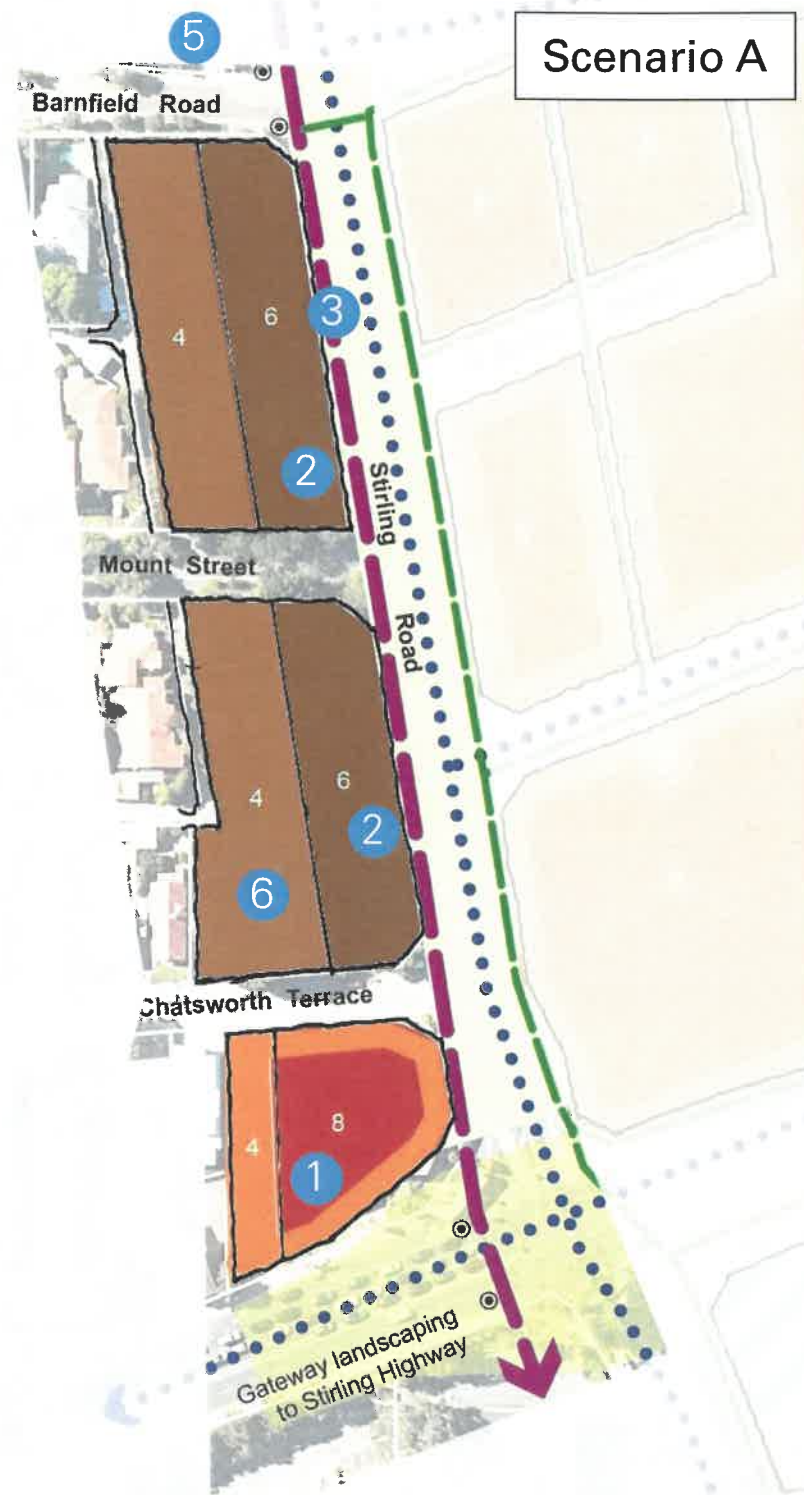 5
Scenario A
Barnfield Road
4
6
3
2
Stirling
Mount Street
Road
4
6
2
6
Chatsworth Terrace
8
4
1
Gateway landscaping
to Stirling Highway